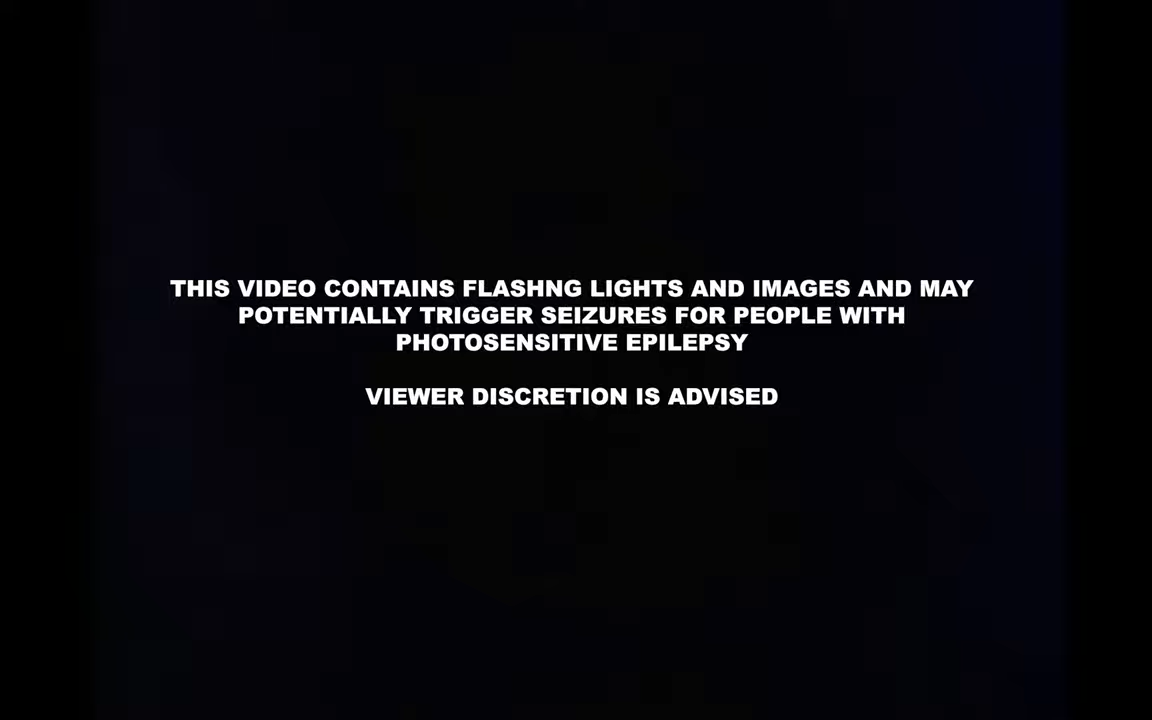 THIS VIDEO CONTAINS FLASHNG LIGHTS AND IMAGES AND MAY
POTENTIALLY TRIGGER SEIZURES FOR PEOPLE WITH
PHOTOSENSITIVE EPILEPSY
VIEWER DISCRETION IS ADVISED